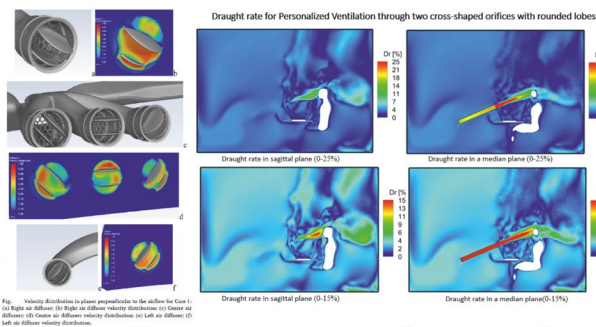 Draught rate for Personalized Ventilation through two cross-shaped orifices with rounded lobes
a
b
c
d
e
f
Dr [%]
25
21
18
14
11
7
4
0
Draught rate in sagittal plane (0-25%)
Draught rate in a median plane (0-25%)
Dr [%
15
13
11
9
6
4
2
0
Draught rate in sagittal plane (0-15%)
Draught rate in a median plane(0-15%)
Fig. Velocity distribution in planes perpendicular to the airflow for Case 1:
(a) Right air diffuser; (b) Right air diffuser velocity distribution; (c) Centre air
diffusers; (d) Centre air diffusers velocity distribution; (e) Left air diffuser; (f)
Left air diffuser velocity distribution.